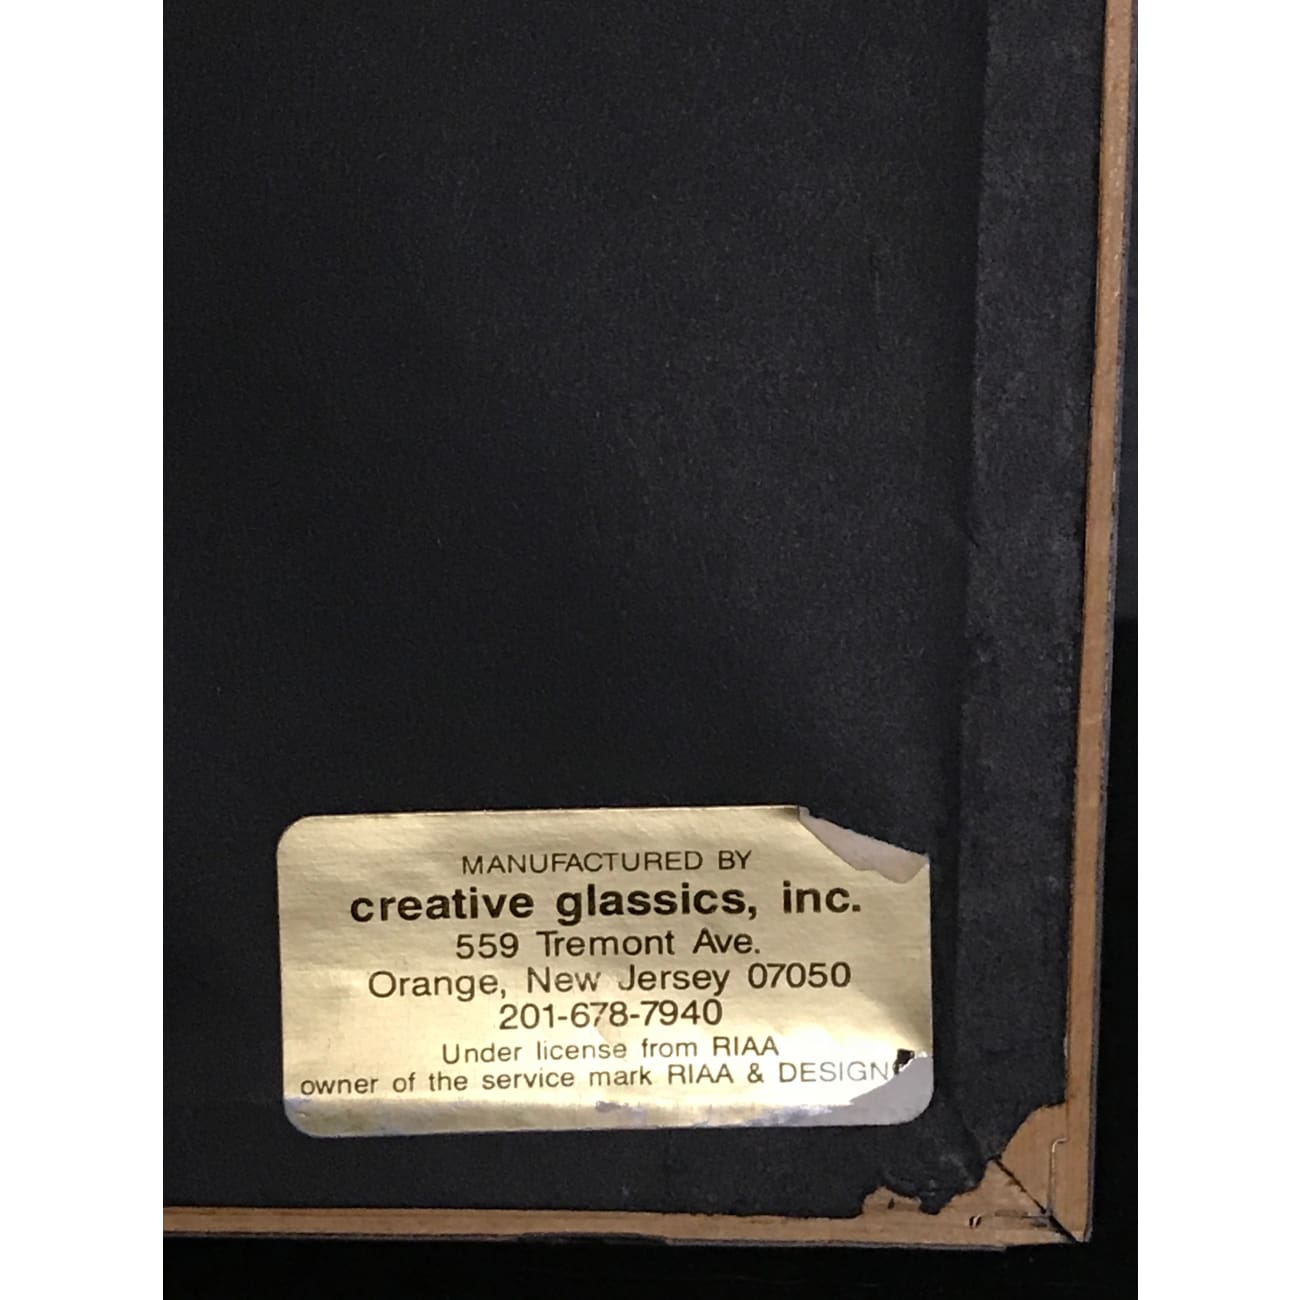 MANUFACTURED BY
creative glassics, inc.
559 Tremont Ave.
Orange, New Jersey 07050
201-678-7940
Under license from RIAA
owner of the service mark RIAA & DESIGN